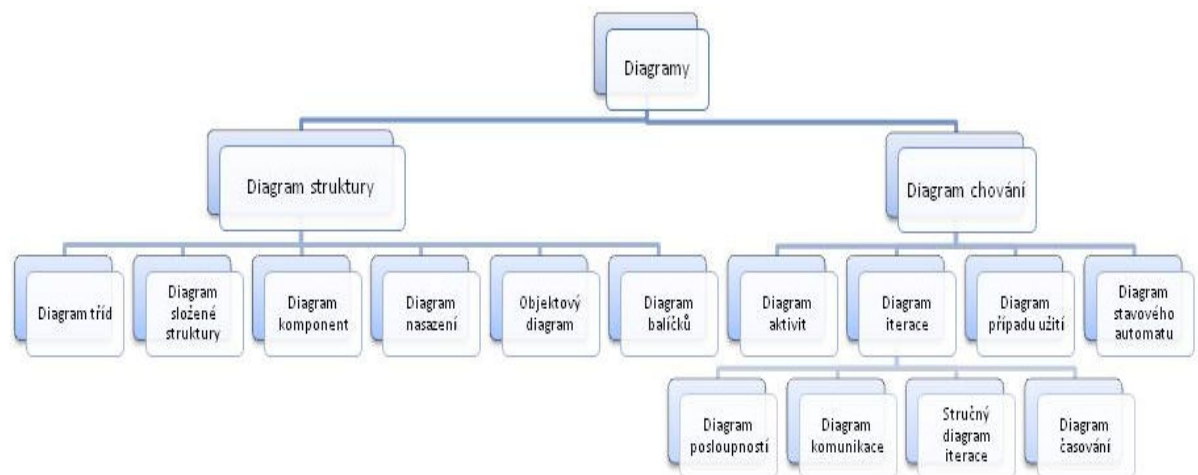 Diagramy
Diagram struktury
Diagram chování
Diagram tříd
Diagram
složené
struktury
Diagram
komponent
Diagram
nasazení
Objektový
diagram
Diagram
balíčků
Diagram
aktivit
Diagram
iterace
Diagram
případu užití
Diagram
stavového
automatu
Diagram
posloupností
Diagram
komunikace
Stručný
diagram
iterace
Diagram
časování